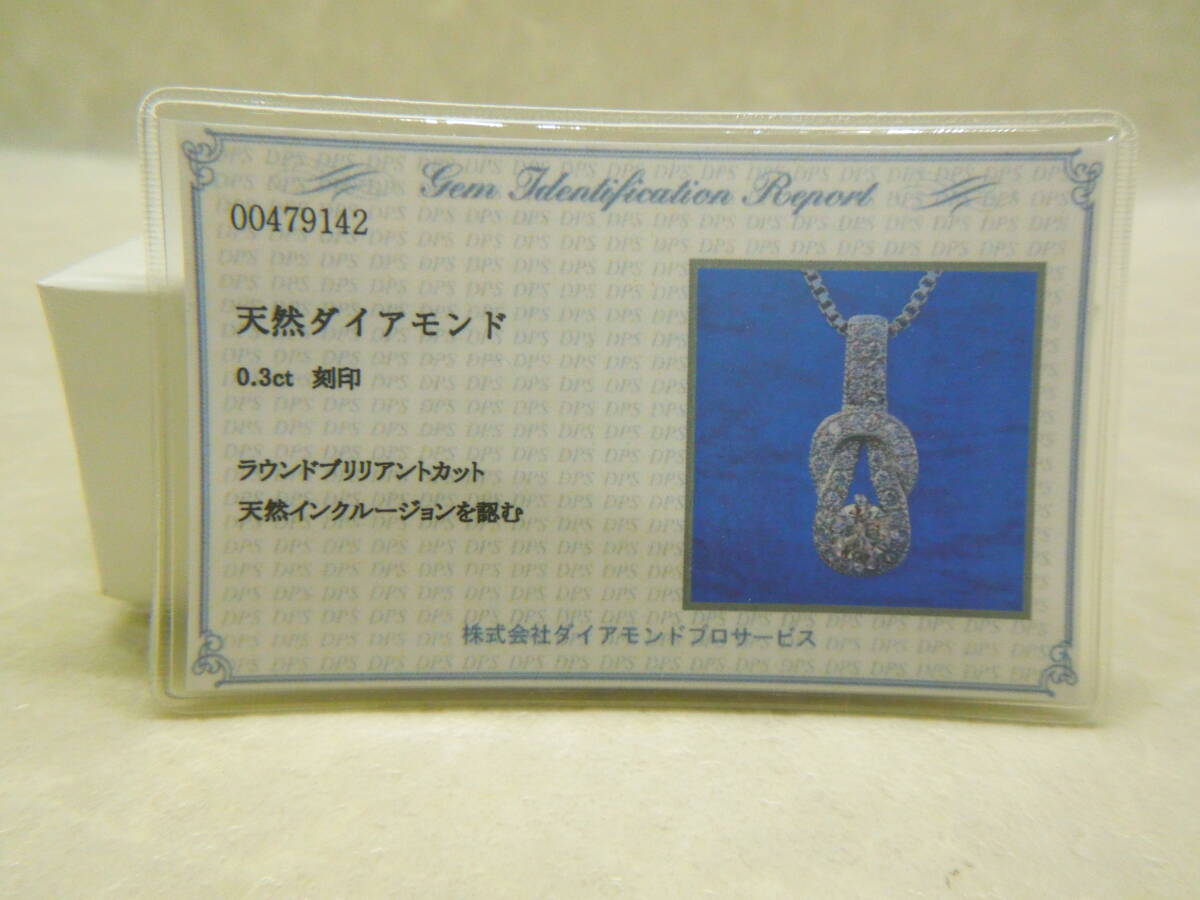 Gem Identification Report
00479142
天然ダイアモンド
0.3ct 刻印
ラウンドブリリアントカット
天然インクルージョンを認む
株式会社ダイアモンドプロサービス